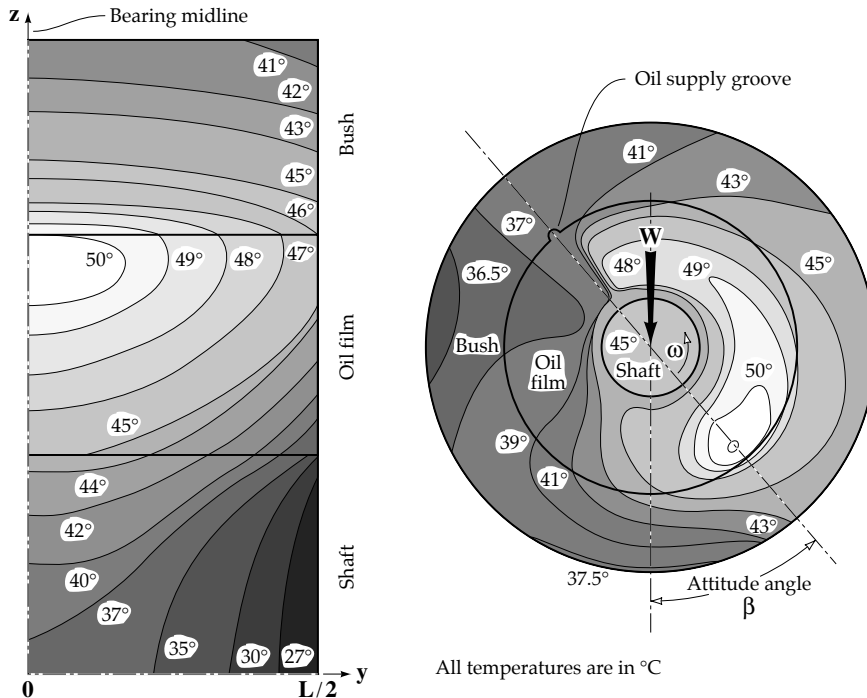 z
Bearing midline
41°
42°
43°
45°
46°
Bush
50°
49°
48°
47°
Oil film
45°
44°
42°
40°
37°
35°
30°
27°
Shaft
0
L/2
y
Oil supply groove
41°
43°
37°
W
36.5°
48°
49°
45°
Bush
Oil
film
45°
Shaft
ω
50°
39°
41°
43°
37.5°
Attitude angle
β
All temperatures are in °C